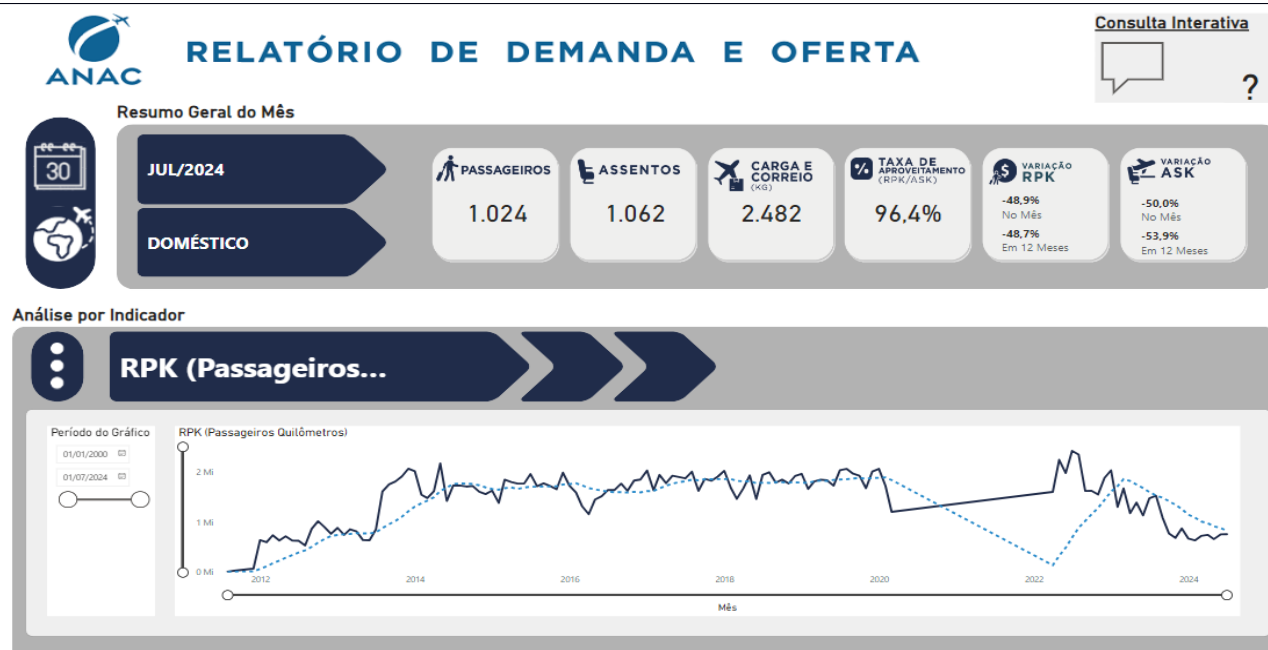 Consulta Interativa
ANAC
RELATÓRIO DE DEMANDA E OFERTA
?
Resumo Geral do Mês
30
JUL/2024
DOMÉSTICO
PASSAGEIROS
1.024
ASSENTOS
1.062
CARGA E
CORREIO
(KG)
2.482
%
TAXA DE
APROVEITAMENTO
(RPK/ASK)
96,4%
$
VARIAÇÃO
RPK
-48,9%
No Mês
-48,7%
Em 12 Meses
VARIAÇÃO
ASK
-50,0%
No Mês
-53,9%
Em 12 Meses
Análise por Indicador
RPK (Passageiros...
Período do Gráfico
01/01/2000
01/07/2024
RPK (Passageiros Quilômetros)
2 Mi
1 Mi
0 Mi
2012 2014 2016 2018 2020 2022 2024
Mês